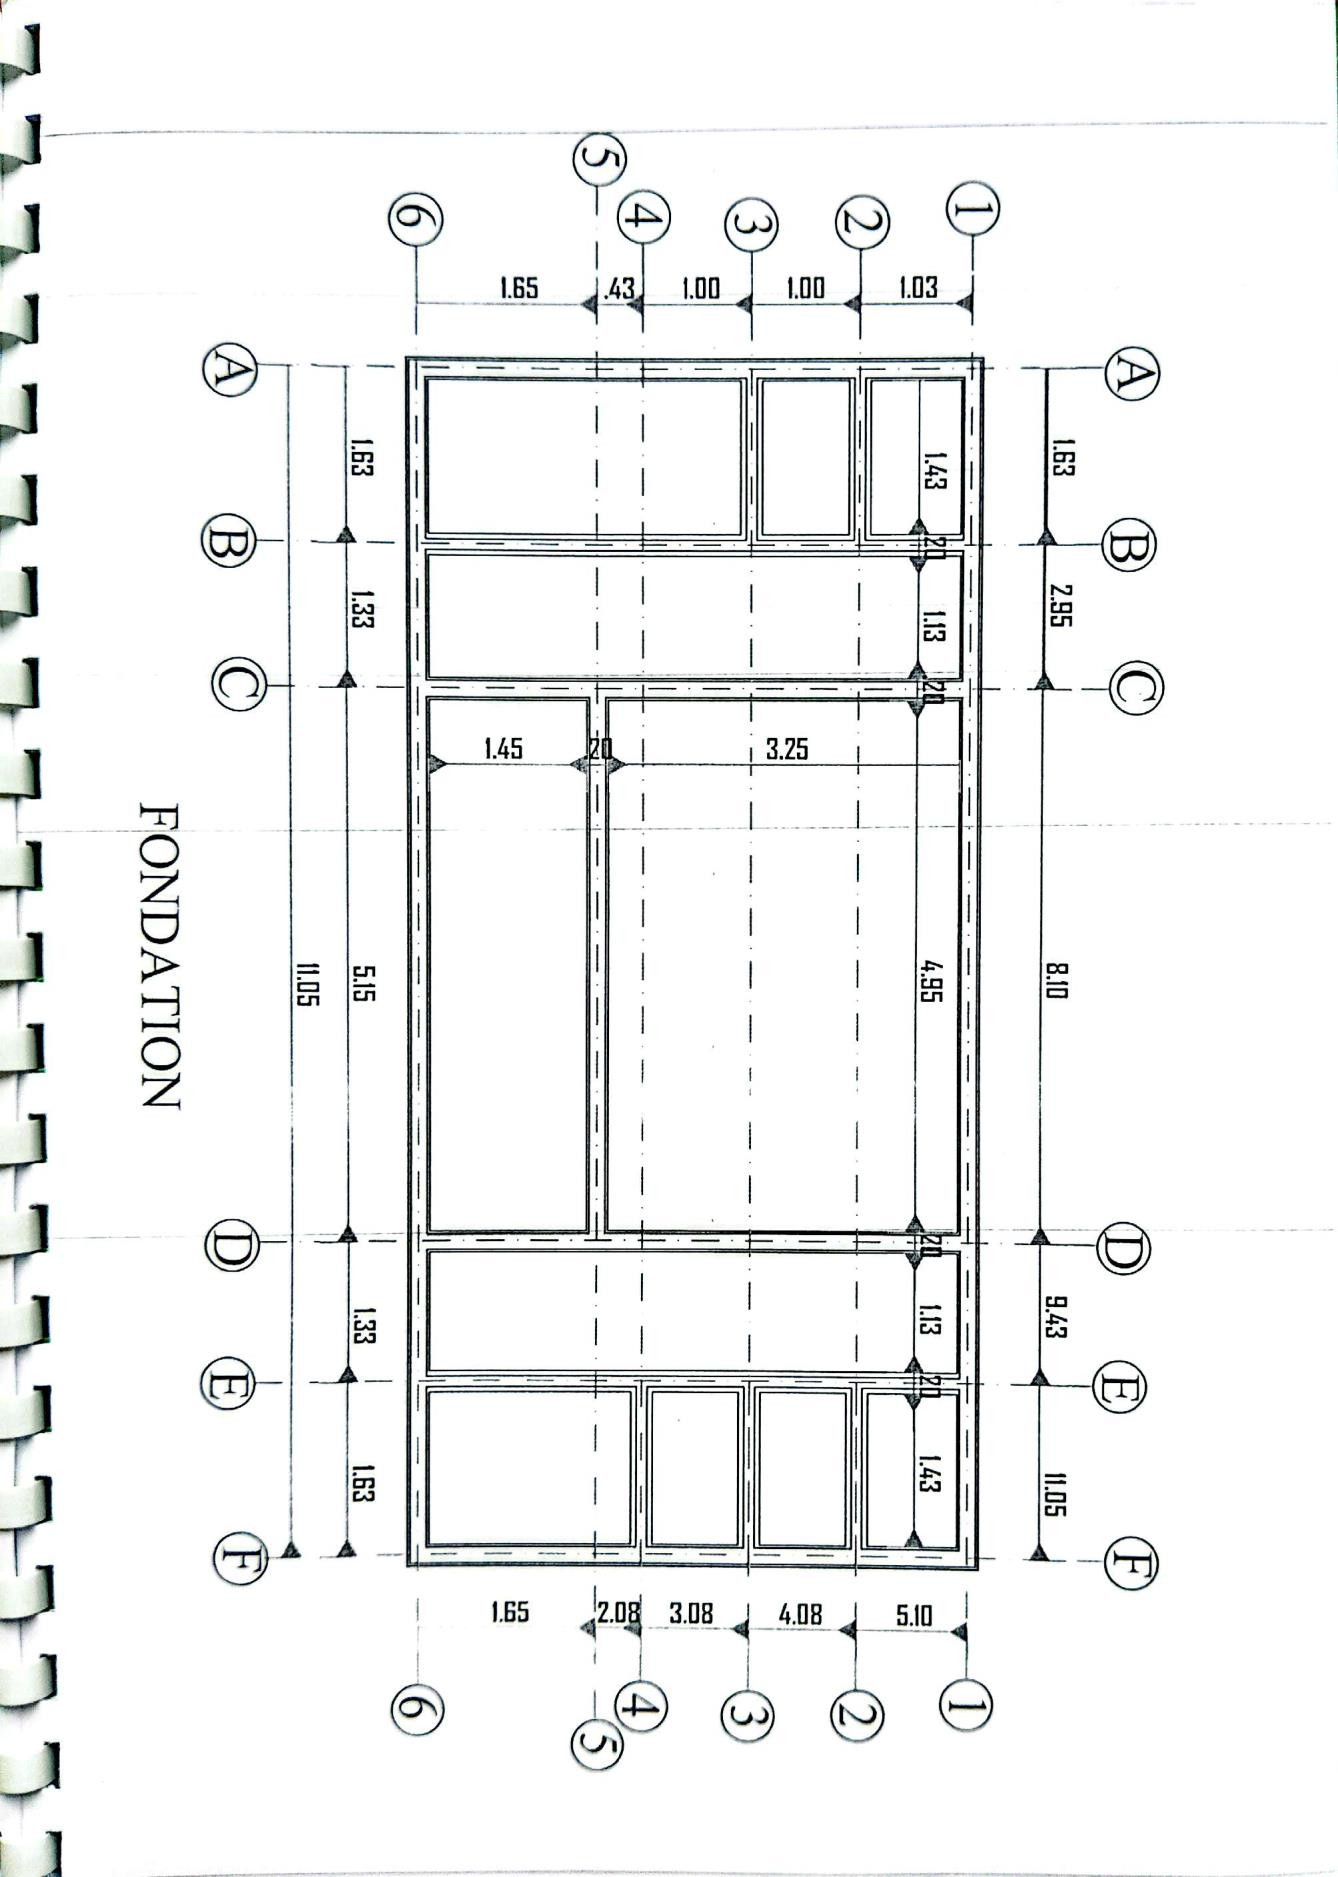 5
6 4 3 2 1
1.65 .43 1.00 1.00 1.03
A A
1.63 1.43 1.63
B B
20
1.33 1.13 2.95
C C
.20
1.45 20 3.25
5.15 4.95 8.10
11.05
FONDATION
D D
20
1.33 1.13 9.43
E E
20
1.63 1.43 11.05
F F
1.65 2.08 3.08 4.08 5.10
6 4 3 2 1
5